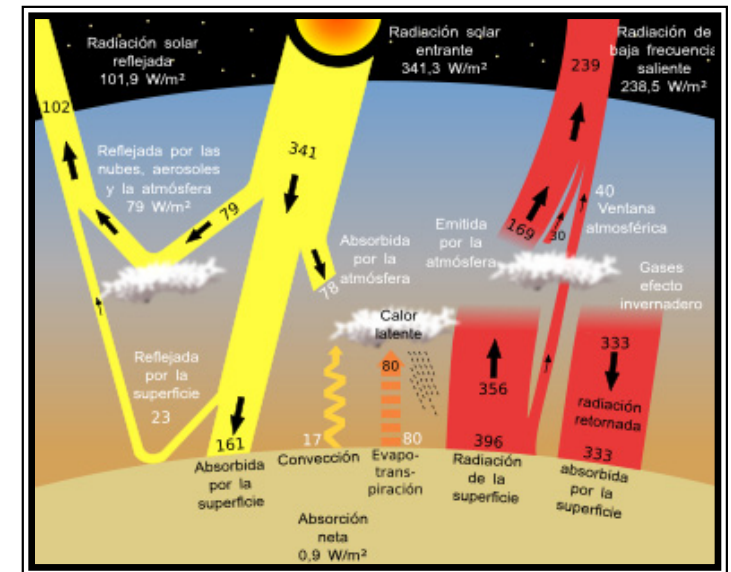 Radiación solar
reflejada
101,9 W/m²
Radiación solar
entrante
341,3 W/m²
Radiación de
baja frecuencia
saliente
238,5 W/m²
239
102
341
Reflejada por las
nubes, aerosoles
y la atmósfera
79 W/m²
79
40
Ventana
atmosférica
Emitida
por la
atmósfera
169
30
Absorbida
por la
atmósfera
78
Gases
efecto
invernadero
Calor
latente
80
333
radiación
retornada
356
Reflejada
por la
superficie
23
161
Absorbida
por la
superficie
17
Convección
80
Evapo-
trans-
piración
396
Radiación
de la
superficie
333
absorbida
por la
superficie
Absorción
neta
0,9 W/m²